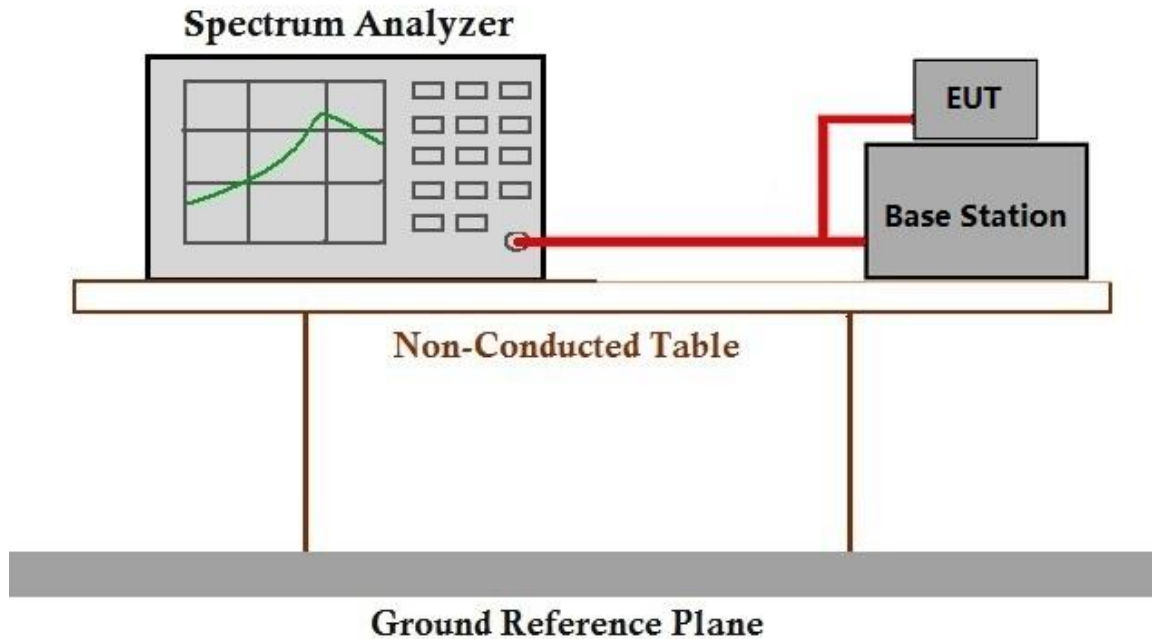 Spectrum Analyzer
EUT
Base Station
Non-Conducted Table
Ground Reference Plane